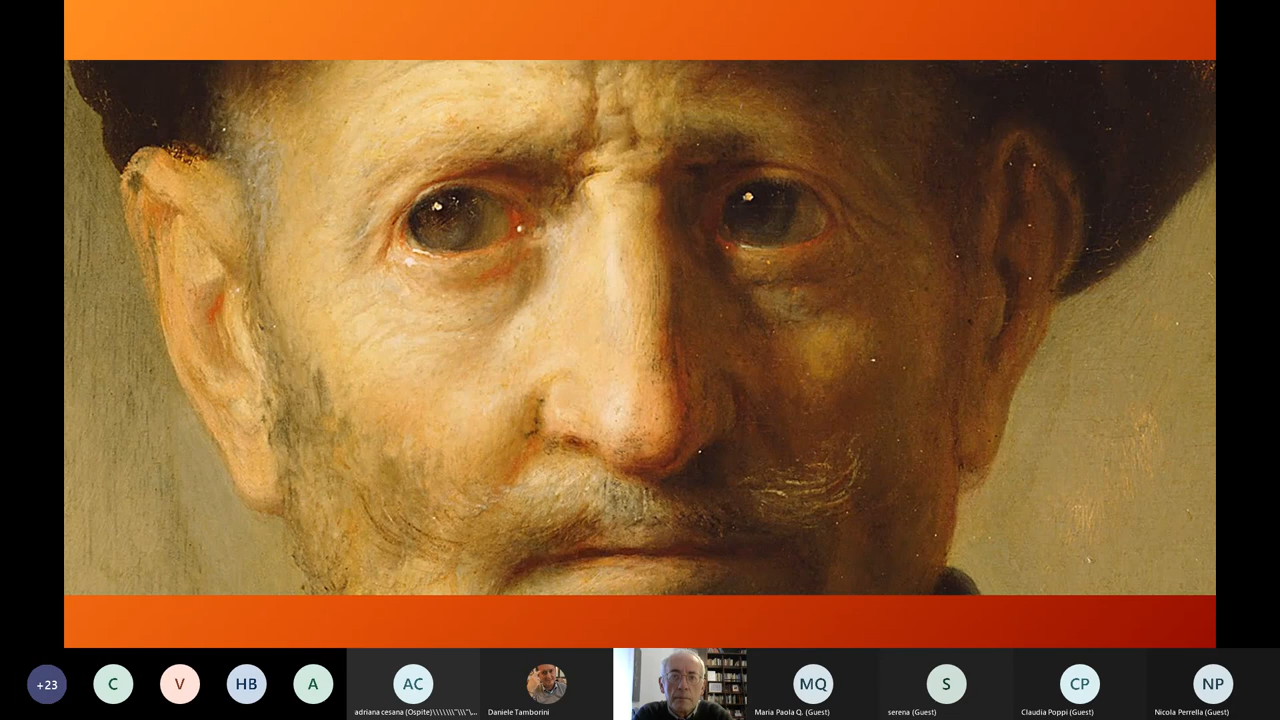 +23
C
V
HB
A
AC
adriana cesana (Ospite)\\\\\\\"\\\"\...
Daniele Tamborini
MQ
Maria Paola Q. (Guest)
S
serena (Guest)
CP
Claudia Poppi (Guest)
NP
Nicola Perrella (Guest)